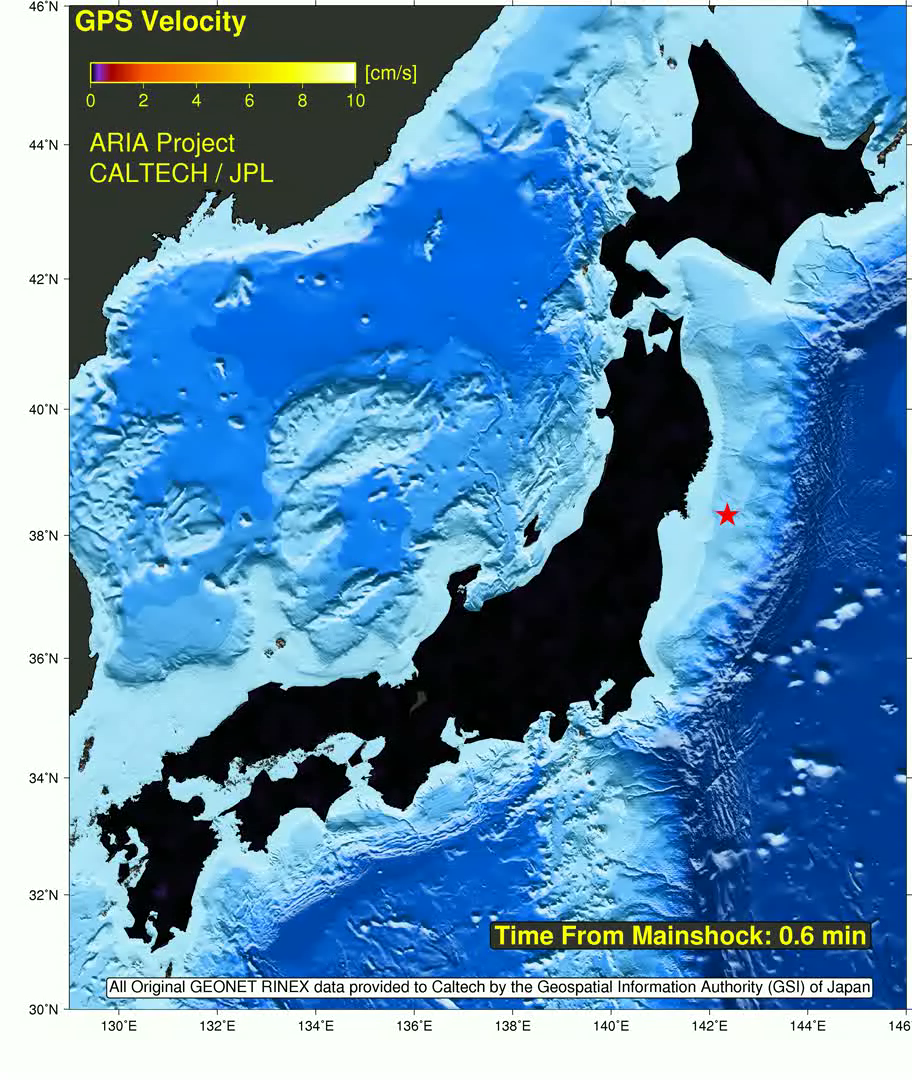 46°N
GPS Velocity
[cm/s]
0 2 4 6 8 10
ARIA Project
CALTECH / JPL
44°N
42°N
40°N
38°N
36°N
34°N
32°N
Time From Mainshock: 0.6 min
All Original GEONET RINEX data provided to Caltech by the Geospatial Information Authority (GSI) of Japan
30°N
130°E 132°E 134°E 136°E 138°E 140°E 142°E 144°E 146